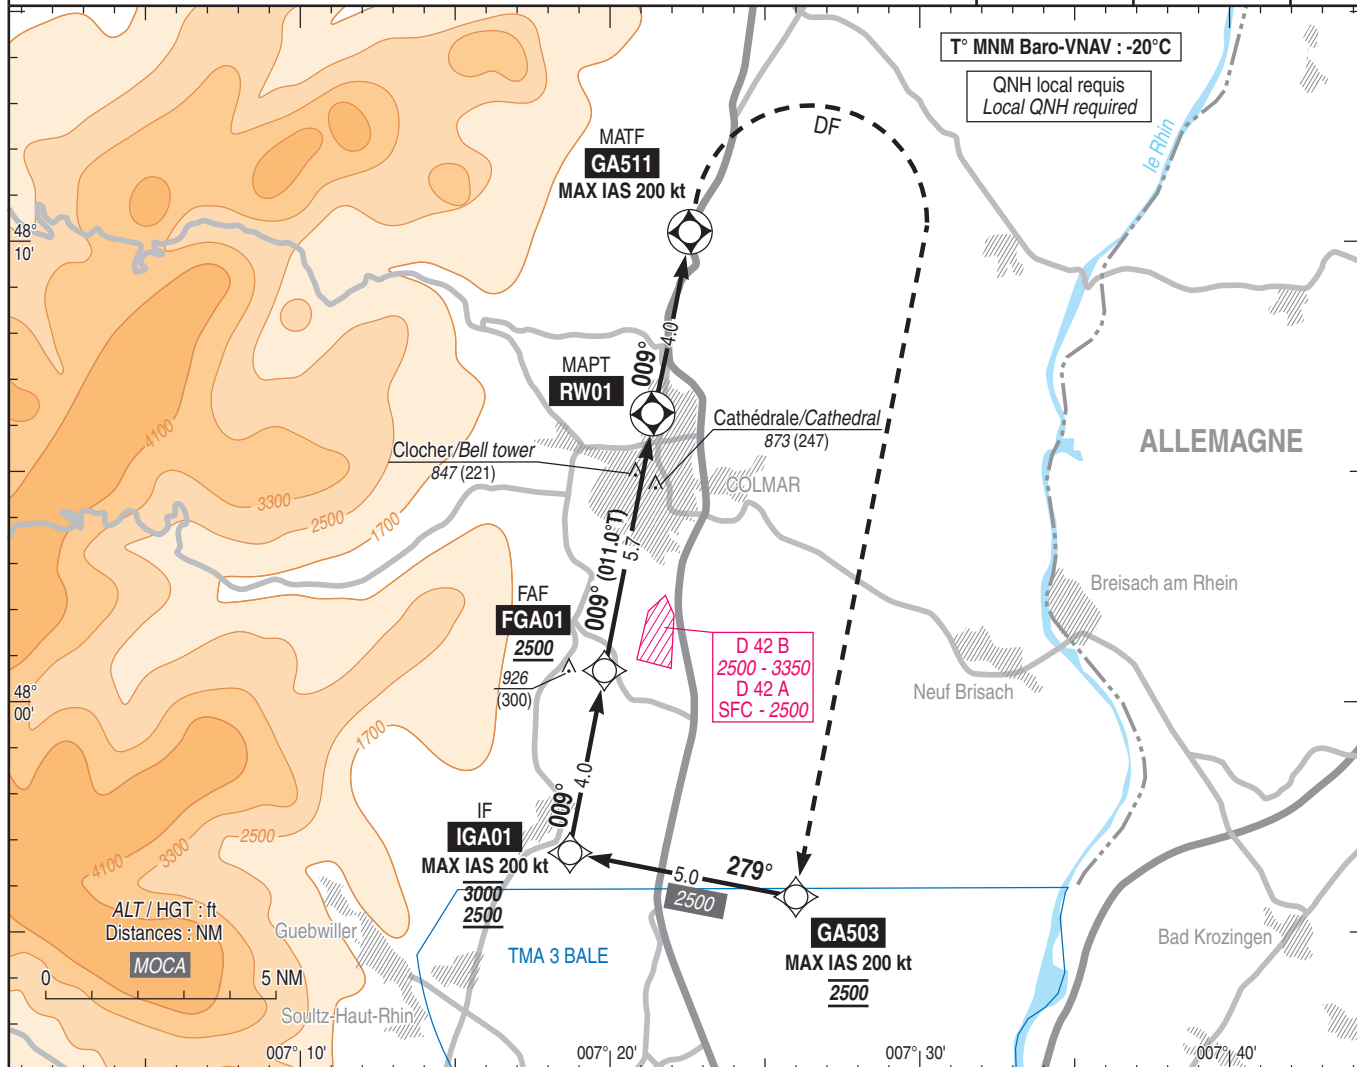 T° MNM Baro-VNAV : -20°C
QNH local requis
Local QNH required
le Rhin
DF
MATF
GA511
MAX IAS 200 kt
48°
10'
4.0
009°
MAPT
RW01
Cathédrale/Cathedral
873 (247)
Clocher/Bell tower
847 (221)
ALLEMAGNE
COLMAR
4100
3300
2500
1700
5.7
009° (011.0°T)
Breisach am Rhein
FAF
FGA01
2500
D 42 B
2500 - 3350
D 42 A
SFC - 2500
926
(300)
Neuf Brisach
48°
00'
1700
4.0
009°
IF
IGA01
MAX IAS 200 kt
3000
2500
2500
3300
4100
279°
5.0
2500
ALT / HGT : ft
Distances : NM
MOCA
0
5 NM
Guebwiller
Soultz-Haut-Rhin
TMA 3 BALE
GA503
MAX IAS 200 kt
2500
Bad Krozingen
007° 10'
007° 20'
007° 30'
007° 40'